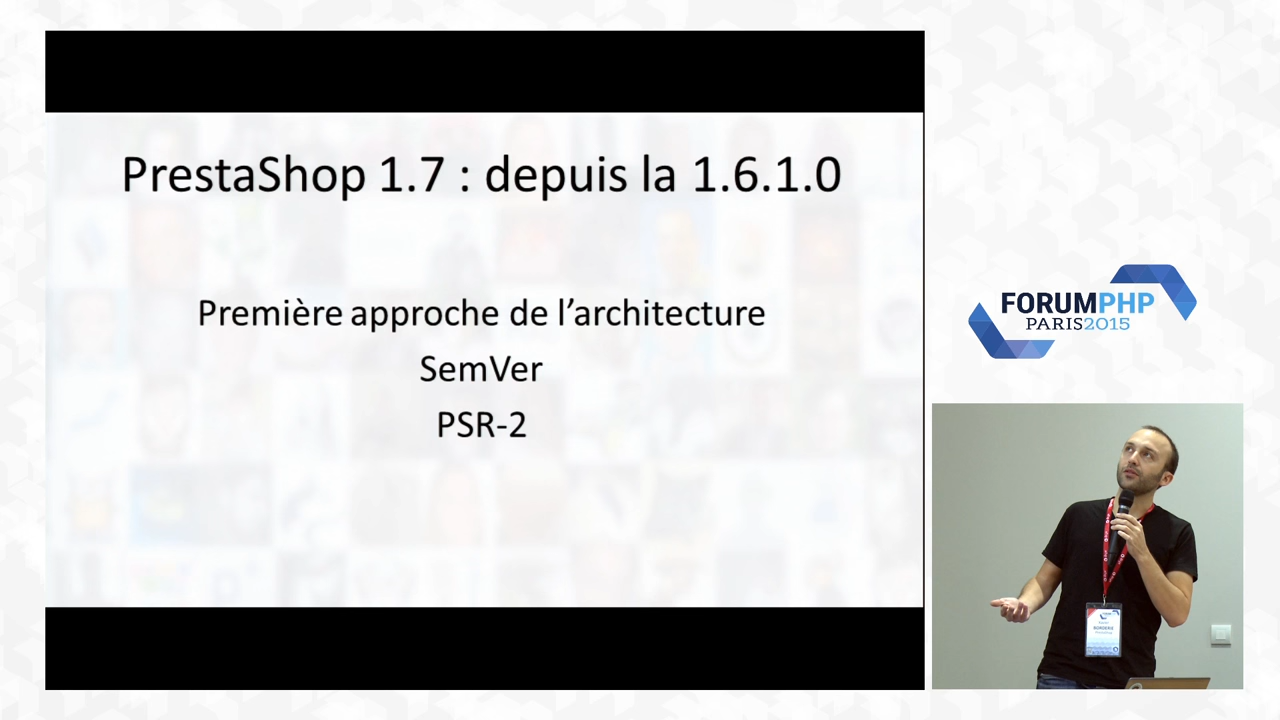 PrestaShop 1.7 : depuis la 1.6.1.0
Première approche de l’architecture
SemVer
PSR-2
FORUMPHP
PARIS2015